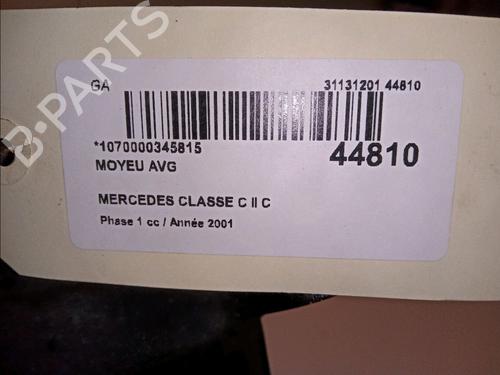 GA 31131201 44810
*1070000345815 44810
MOYEU AVG
MERCEDES CLASSE C II C
Phase 1 cc / Année 2001
B-PARTS